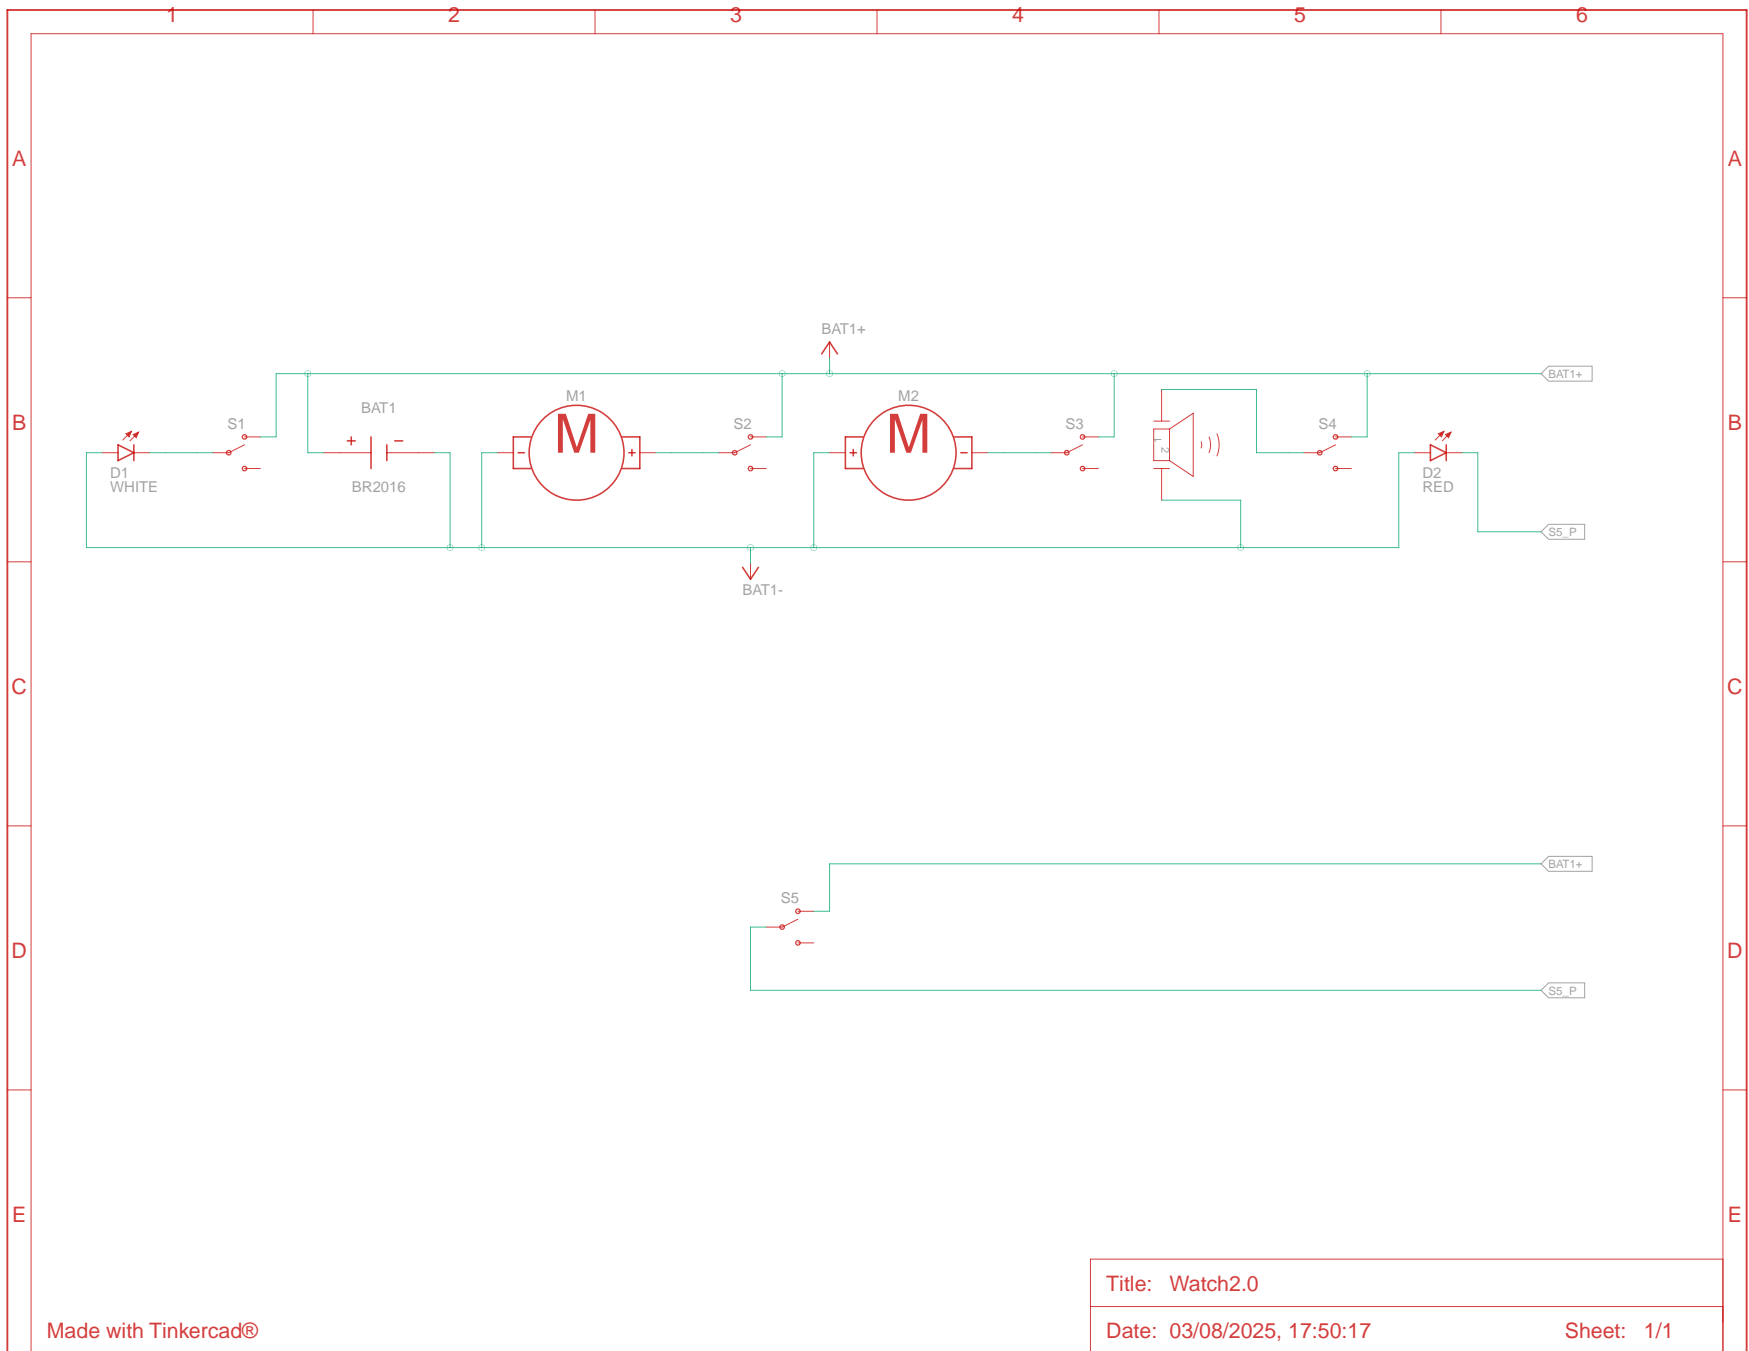 1 2 3 4 5 6
A A
BAT1+
BAT1+
M1 M2
BAT1
B S1 S2 S3 S4 B
M M
+ -
- + + -
1 2
D1 D2
WHITE BR2016 RED
S5_P
BAT1-
C C
BAT1+
S5
D D
S5_P
E E
Title: Watch2.0
Made with Tinkercad® Date: 03/08/2025, 17:50:17 Sheet: 1/1